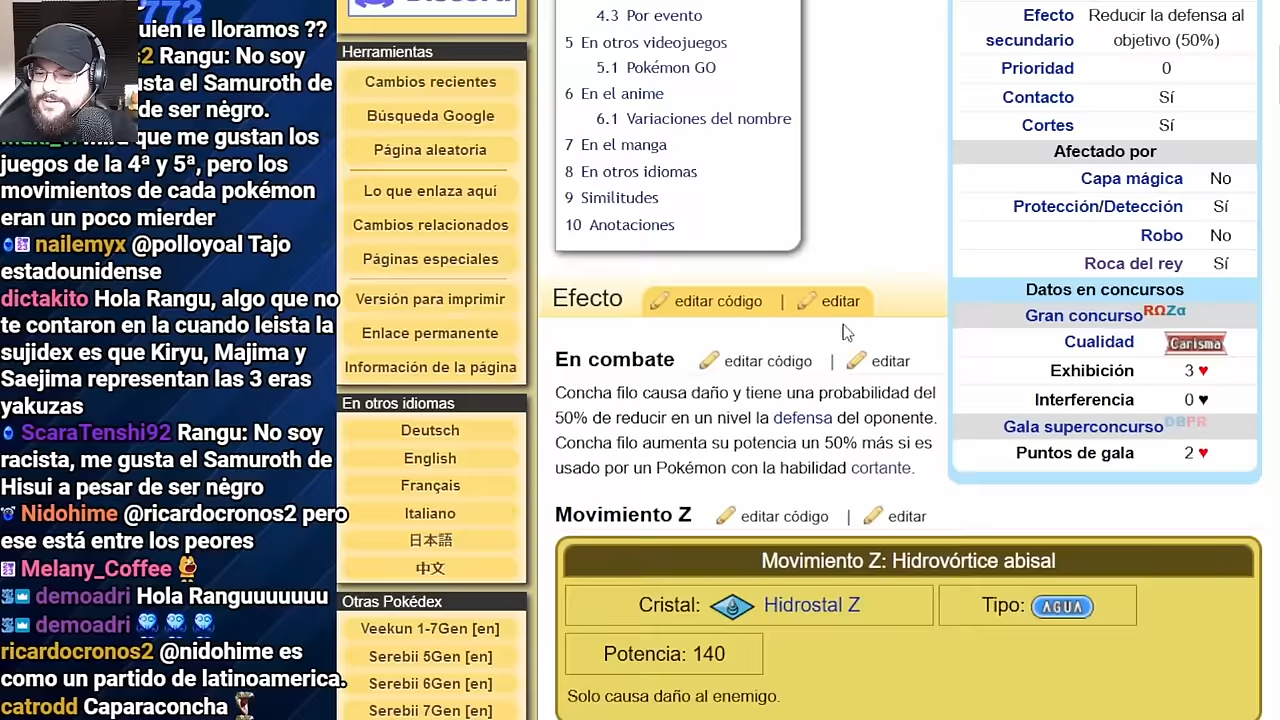 772
uien le lloramos ??
s2 Rangu: No soy
usta el Samuroth de
de ser nėgro.
que me gustan los
juegos de la 4ª y 5ª, pero los
movimientos de cada pokémon
eran un poco mierder
nailemyx @polloyoal Tajo
estadounidense
dictakito Hola Rangu, algo que no
te contaron en la cuando leista la
sujidex es que Kiryu, Majima y
Saejima representan las 3 eras
yakuzas
ScaraTenshi92 Rangu: No soy
racista, me gusta el Samuroth de
Hisui a pesar de ser nėgro
Nidohime @ricardocronos2 pero
ese está entre los peores
Melany_Coffee
demoadri Hola Ranguuuuuuu
demoadri
ricardocronos2 @nidohime es
como un partido de latinoamerica.
catrodd Caparaconcha
Discord
Herramientas
Cambios recientes
Búsqueda Google
Página aleatoria
Lo que enlaza aquí
Cambios relacionados
Páginas especiales
Versión para imprimir
Enlace permanente
Información de la página
En otros idiomas
Deutsch
English
Français
Italiano
日本語
中文
Otras Pokédex
Veekun 1-7Gen [en]
Serebii 5Gen [en]
Serebii 6Gen [en]
Serebii 7Gen [en]
4.3 Por evento
5 En otros videojuegos
5.1 Pokémon GO
6 En el anime
6.1 Variaciones del nombre
7 En el manga
8 En otros idiomas
9 Similitudes
10 Anotaciones
Efecto editar código | editar
En combate editar código | editar
Concha filo causa daño y tiene una probabilidad del
50% de reducir en un nivel la defensa del oponente.
Concha filo aumenta su potencia un 50% más si es
usado por un Pokémon con la habilidad cortante.
Movimiento Z editar código | editar
Movimiento Z: Hidrovórtice abisal
Cristal: Hidrostal Z Tipo: AGUA
Potencia: 140
Solo causa daño al enemigo.
Efecto secundario Reducir la defensa al objetivo (50%)
Prioridad 0
Contacto Sí
Cortes Sí
Afectado por
Capa mágica No
Protección/Detección Sí
Robo No
Roca del rey Sí
Datos en concursos
Gran concurso RΩZα
Cualidad Carisma
Exhibición 3 ♥
Interferencia 0 ♥
Gala superconcurso DBPR
Puntos de gala 2 ♥